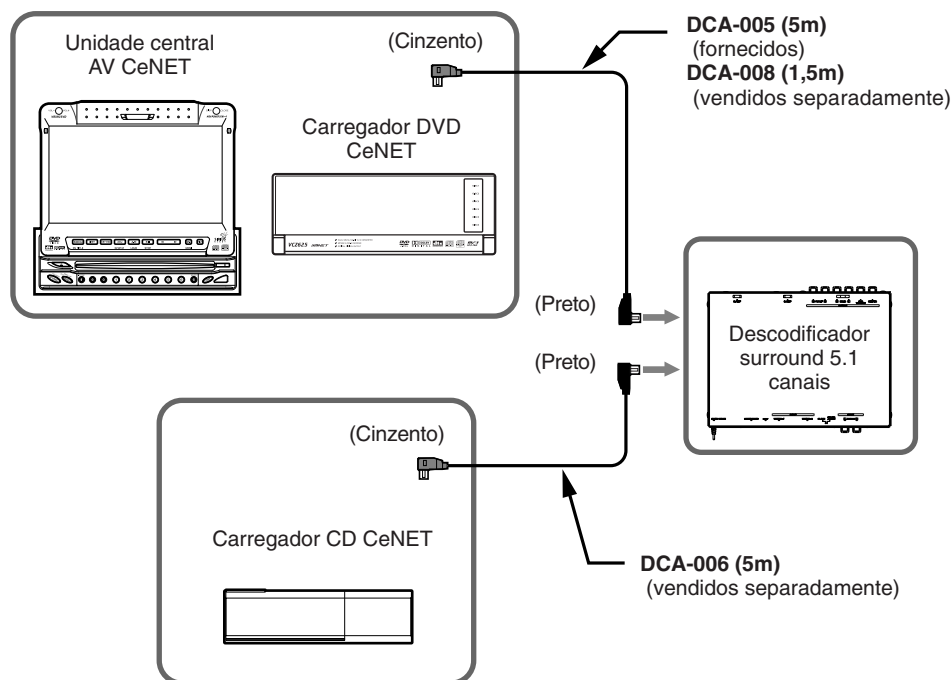 Unidade central
AV CeNET
(Cinzento)
DCA-005 (5m)
(fornecidos)
DCA-008 (1,5m)
(vendidos separadamente)
Carregador DVD
CeNET
VCZ625
(Preto)
(Preto)
Descodificador
surround 5.1
canais
(Cinzento)
Carregador CD CeNET
DCA-006 (5m)
(vendidos separadamente)